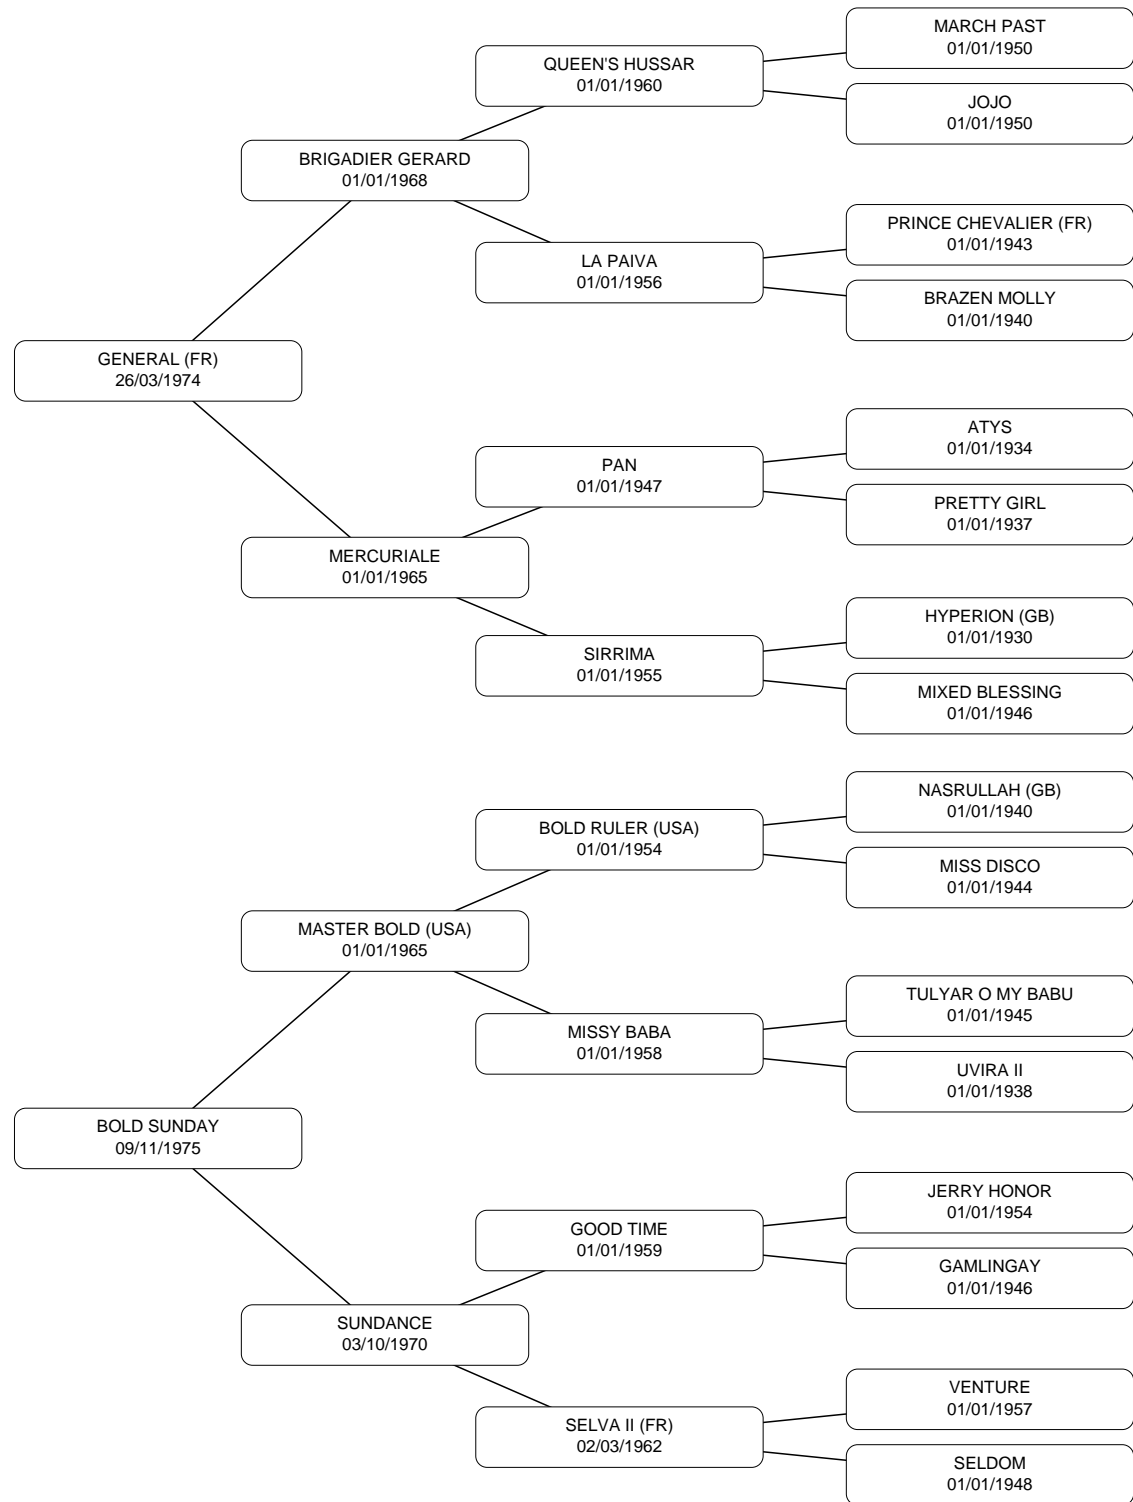 MARCH PAST
01/01/1950
QUEEN'S HUSSAR
01/01/1960
JOJO
01/01/1950
BRIGADIER GERARD
01/01/1968
PRINCE CHEVALIER (FR)
01/01/1943
LA PAIVA
01/01/1956
BRAZEN MOLLY
01/01/1940
GENERAL (FR)
26/03/1974
ATYS
01/01/1934
PAN
01/01/1947
PRETTY GIRL
01/01/1937
MERCURIALE
01/01/1965
HYPERION (GB)
01/01/1930
SIRRIMA
01/01/1955
MIXED BLESSING
01/01/1946
NASRULLAH (GB)
01/01/1940
BOLD RULER (USA)
01/01/1954
MISS DISCO
01/01/1944
MASTER BOLD (USA)
01/01/1965
TULYAR O MY BABU
01/01/1945
MISSY BABA
01/01/1958
UVIRA II
01/01/1938
BOLD SUNDAY
09/11/1975
JERRY HONOR
01/01/1954
GOOD TIME
01/01/1959
GAMLINGAY
01/01/1946
SUNDANCE
03/10/1970
VENTURE
01/01/1957
SELVA II (FR)
02/03/1962
SELDOM
01/01/1948